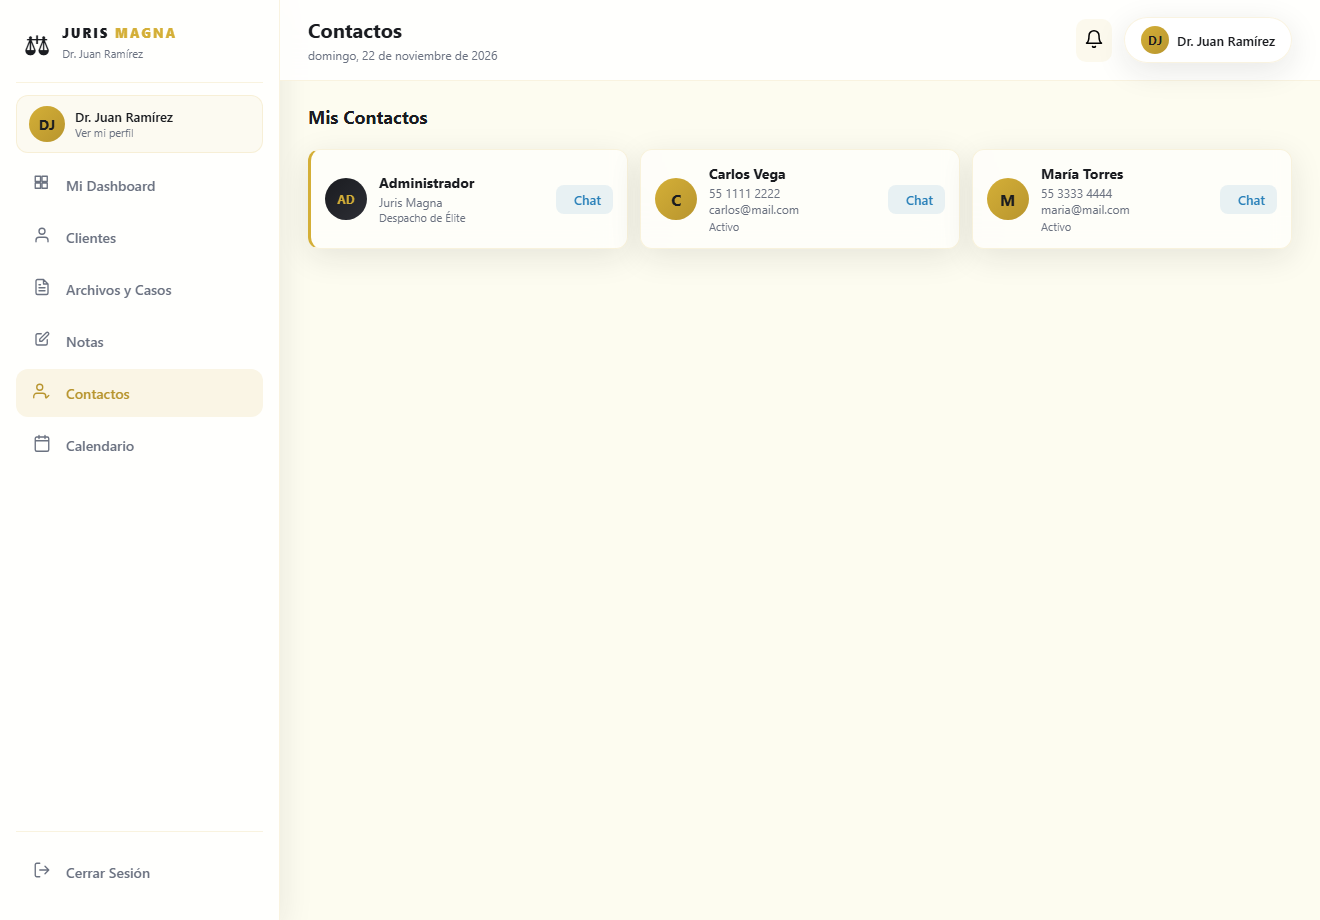 JURIS MAGNA
Dr. Juan Ramírez
DJ
Dr. Juan Ramírez
Ver mi perfil
Mi Dashboard
Clientes
Archivos y Casos
Notas
Contactos
Calendario
Cerrar Sesión
Contactos
domingo, 22 de noviembre de 2026
DJ
Dr. Juan Ramírez
Mis Contactos
AD
Administrador
Juris Magna
Despacho de Élite
Chat
C
Carlos Vega
55 1111 2222
carlos@mail.com
Activo
Chat
M
María Torres
55 3333 4444
maria@mail.com
Activo
Chat